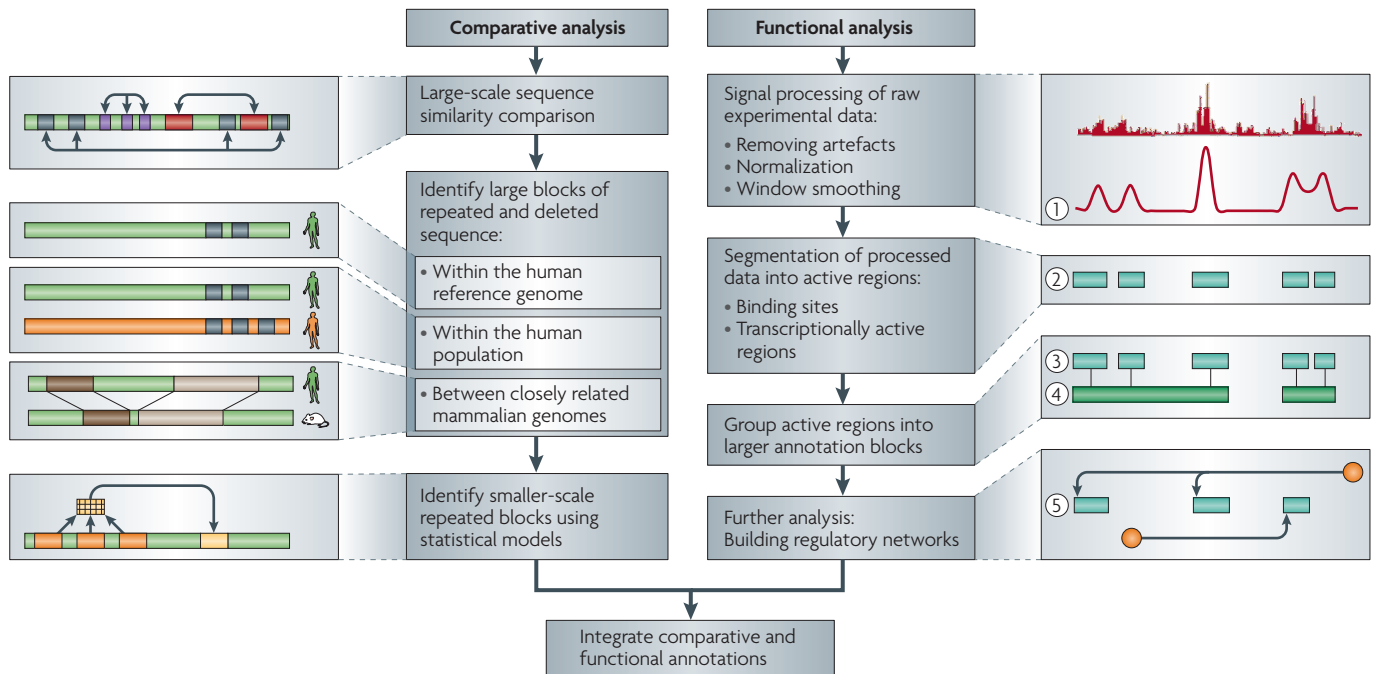 Comparative analysis
Large-scale sequence
similarity comparison
Identify large blocks of
repeated and deleted
sequence:
• Within the human
reference genome
• Within the human
population
• Between closely related
mammalian genomes
Identify smaller-scale
repeated blocks using
statistical models
Functional analysis
Signal processing of raw
experimental data:
• Removing artefacts
• Normalization
• Window smoothing
1
Segmentation of processed
data into active regions:
• Binding sites
• Transcriptionally active
regions
2
Group active regions into
larger annotation blocks
3
4
Further analysis:
Building regulatory networks
5
Integrate comparative and
functional annotations